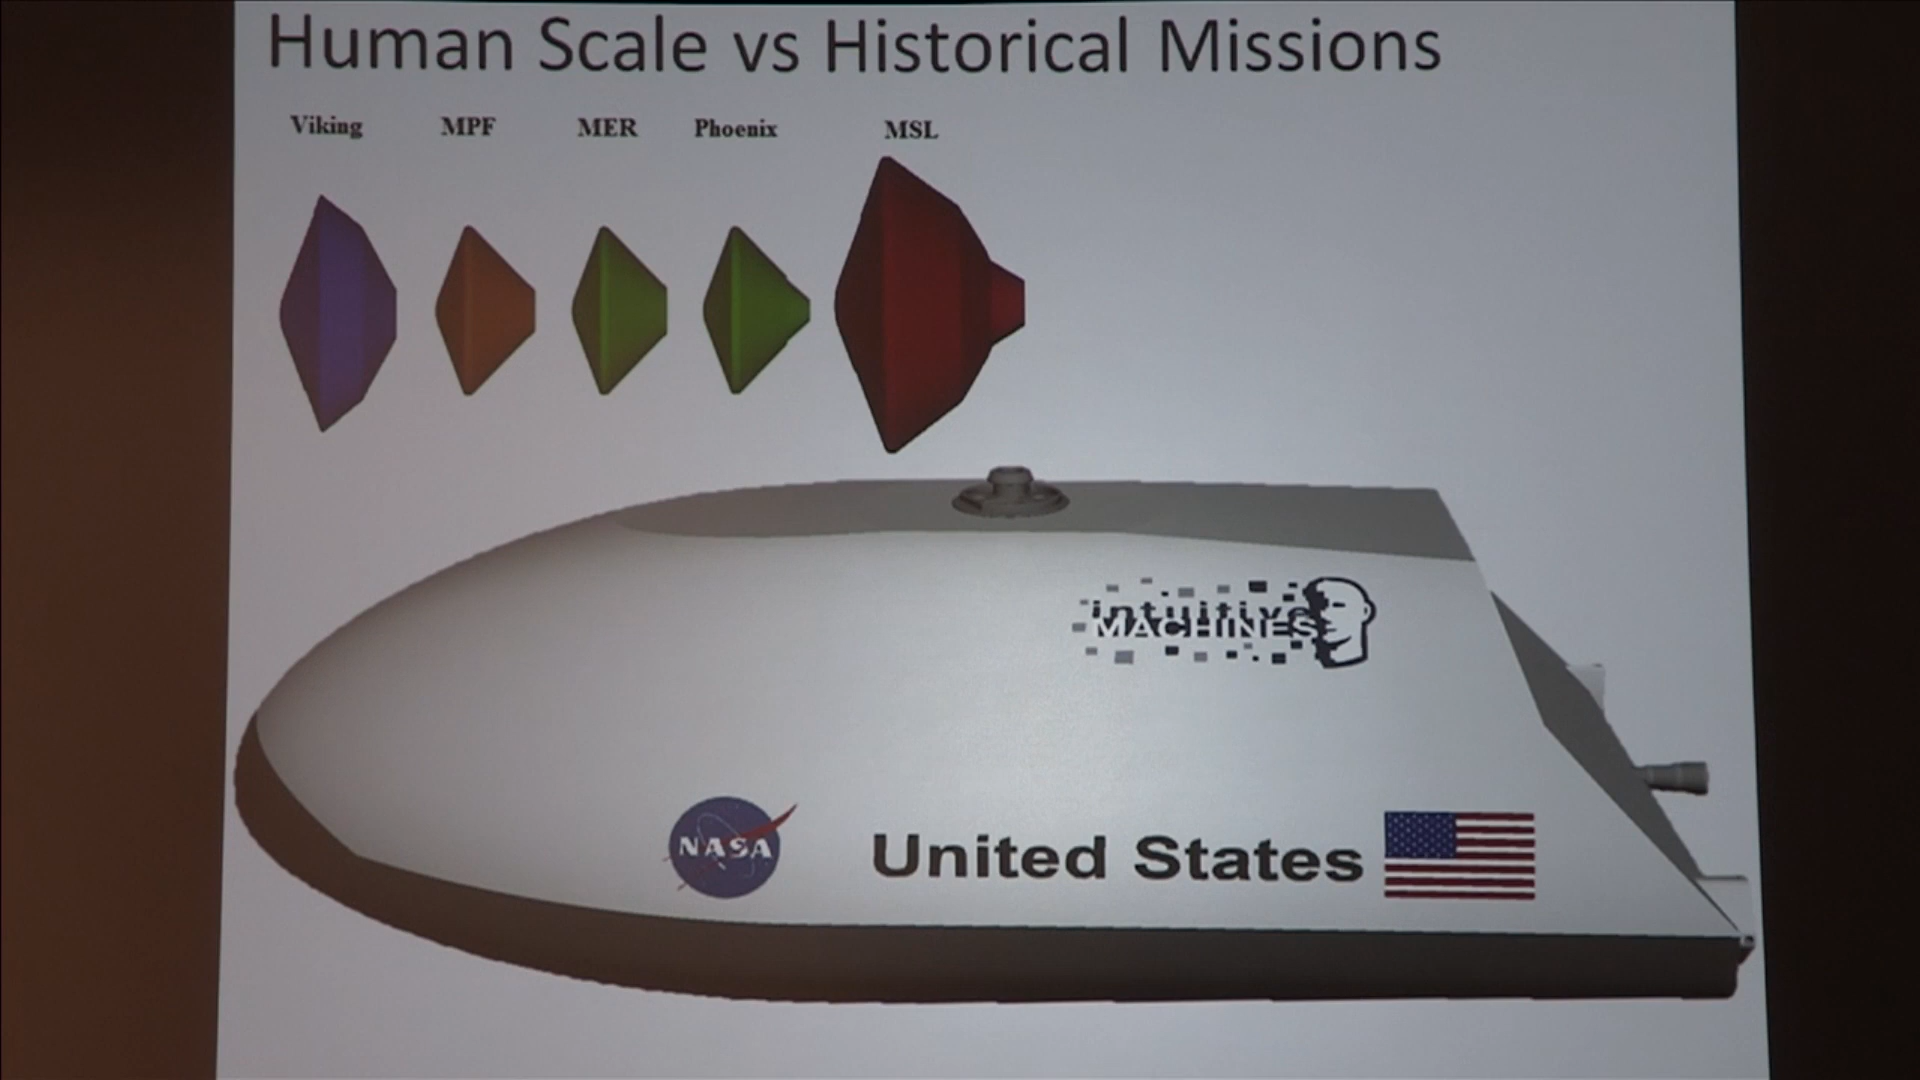 Human Scale vs Historical Missions
Viking MPF MER Phoenix MSL
intuitive
MACHINES
NASA
United States